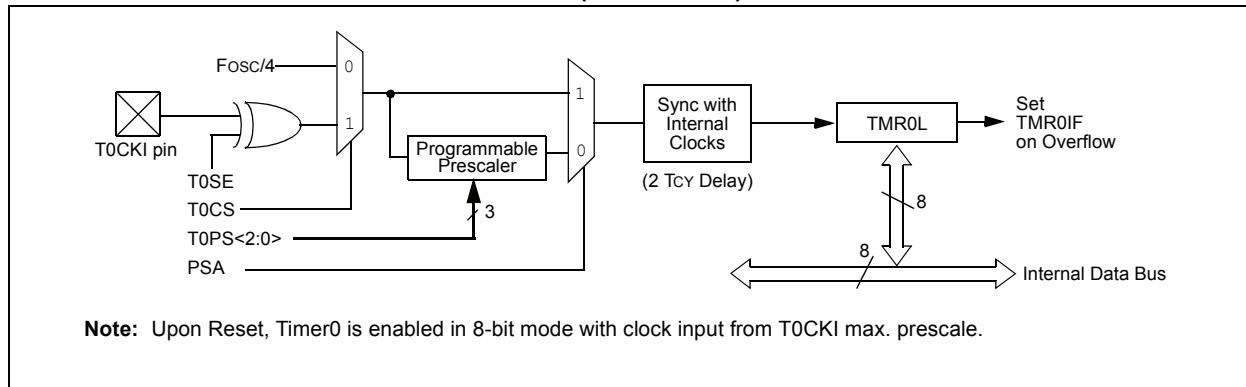 Fosc/4
0
1
T0CKI pin
T0SE
T0CS
T0PS<2:0>
PSA
Programmable
Prescaler
3
1
0
Sync with
Internal
Clocks
(2 TCY Delay)
TMR0L
Set
TMR0IF
on Overflow
8
8
Internal Data Bus
Note: Upon Reset, Timer0 is enabled in 8-bit mode with clock input from T0CKI max. prescale.